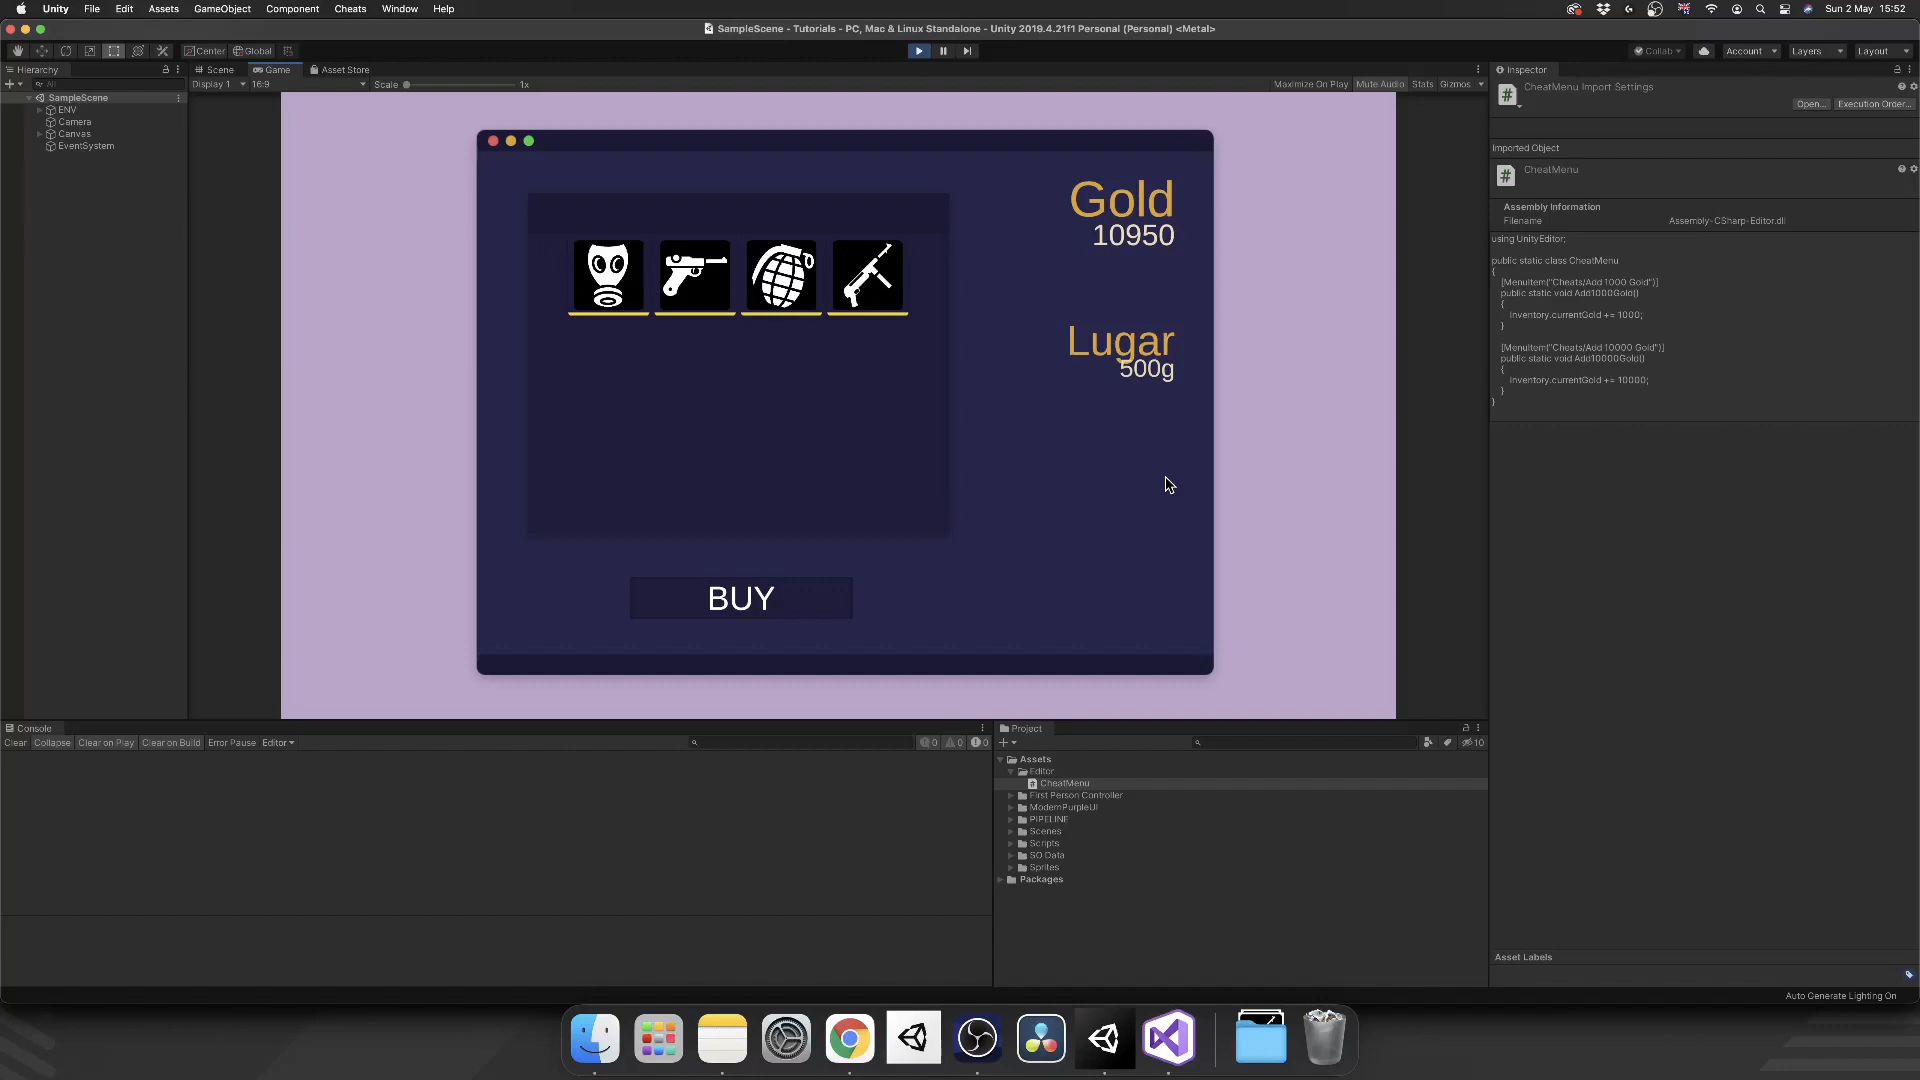 Unity File Edit Assets GameObject Component Cheats Window Help Sun 2 May 15:52
SampleScene - Tutorials - PC, Mac & Linux Standalone - Unity 2019.4.21f1 Personal (Personal) <Metal>
Center Global Collab Account Layers Layout
Hierarchy Scene Game Asset Store Inspector
All Display 1 16:9 Scale 1x Maximize On Play Mute Audio Stats Gizmos
CheatMenu Import Settings
Open... Execution Order...
SampleScene
ENV
Camera
Canvas
EventSystem
Gold
10950
Lugar
500g
BUY
Imported Object
CheatMenu
Assembly Information
Filename Assembly-CSharp-Editor.dll
using UnityEditor;
public static class CheatMenu
{
[MenuItem("Cheats/Add 1000 Gold")]
public static void Add1000Gold()
{
Inventory.currentGold += 1000;
}
[MenuItem("Cheats/Add 10000 Gold")]
public static void Add10000Gold()
{
Inventory.currentGold += 10000;
}
}
Console
Clear Collapse Clear on Play Clear on Build Error Pause Editor 0 0 0
Project
10
Assets
Editor
CheatMenu
First Person Controller
ModernPurpleUI
PIPELINE
Scenes
Scripts
SO Data
Sprites
Packages
Asset Labels
Auto Generate Lighting On